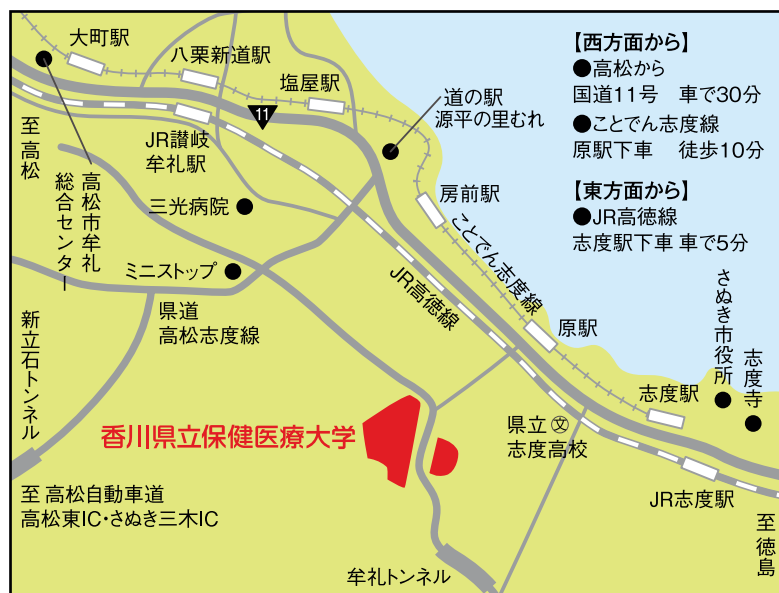 大町駅
八栗新道駅
塩屋駅
道の駅
源平の里むれ
11
JR讃岐
牟礼駅
至高松
高松市牟礼
総合センター
三光病院
ミニストップ
房前駅
ことでん志度線
JR高徳線
県道
高松志度線
新立石トンネル
原駅
さぬき市役所
志度寺
志度駅
香川県立保健医療大学
県立文
志度高校
JR志度駅
至 高松自動車道
高松東IC・さぬき三木IC
牟礼トンネル
至徳島
【西方面から】
●高松から
国道11号 車で30分
●ことでん志度線
原駅下車 徒歩10分
【東方面から】
●JR高徳線
志度駅下車 車で5分